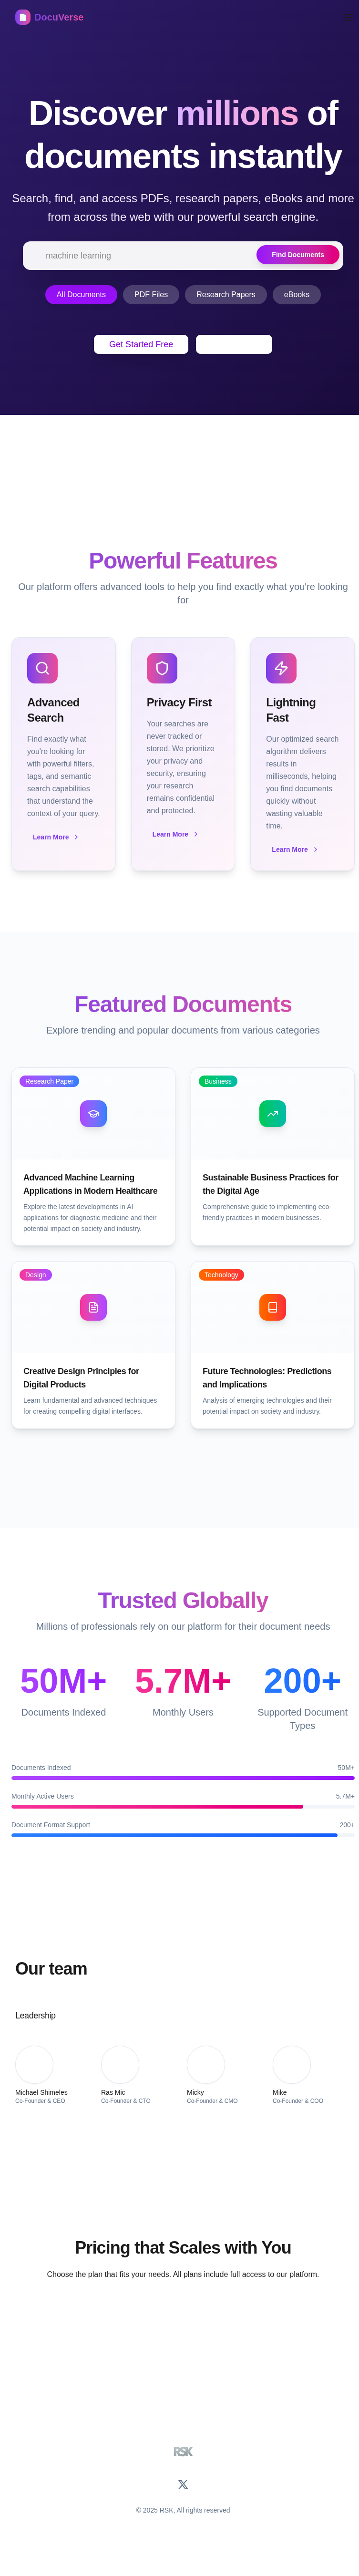 DocuVerse
Discover millions of
documents instantly
Search, find, and access PDFs, research papers, eBooks and more
from across the web with our powerful search engine.
machine learning
Find Documents
All Documents
PDF Files
Research Papers
eBooks
Get Started Free
Powerful Features
Our platform offers advanced tools to help you find exactly what you're looking
for
Advanced
Search
Find exactly what
you're looking for
with powerful filters,
tags, and semantic
search capabilities
that understand the
context of your query.
Learn More
Privacy First
Your searches are
never tracked or
stored. We prioritize
your privacy and
security, ensuring
your research
remains confidential
and protected.
Learn More
Lightning
Fast
Our optimized search
algorithm delivers
results in
milliseconds, helping
you find documents
quickly without
wasting valuable
time.
Learn More
Featured Documents
Explore trending and popular documents from various categories
Research Paper
Advanced Machine Learning
Applications in Modern Healthcare
Explore the latest developments in AI
applications for diagnostic medicine and their
potential impact on society and industry.
Business
Sustainable Business Practices for
the Digital Age
Comprehensive guide to implementing eco-
friendly practices in modern businesses.
Design
Creative Design Principles for
Digital Products
Learn fundamental and advanced techniques
for creating compelling digital interfaces.
Technology
Future Technologies: Predictions
and Implications
Analysis of emerging technologies and their
potential impact on society and industry.
Trusted Globally
Millions of professionals rely on our platform for their document needs
50M+
Documents Indexed
5.7M+
Monthly Users
200+
Supported Document
Types
Documents Indexed 50M+
Monthly Active Users 5.7M+
Document Format Support 200+
Our team
Leadership
Michael Shimeles
Co-Founder & CEO
Ras Mic
Co-Founder & CTO
Micky
Co-Founder & CMO
Mike
Co-Founder & COO
Pricing that Scales with You
Choose the plan that fits your needs. All plans include full access to our platform.
RSK
© 2025 RSK, All rights reserved